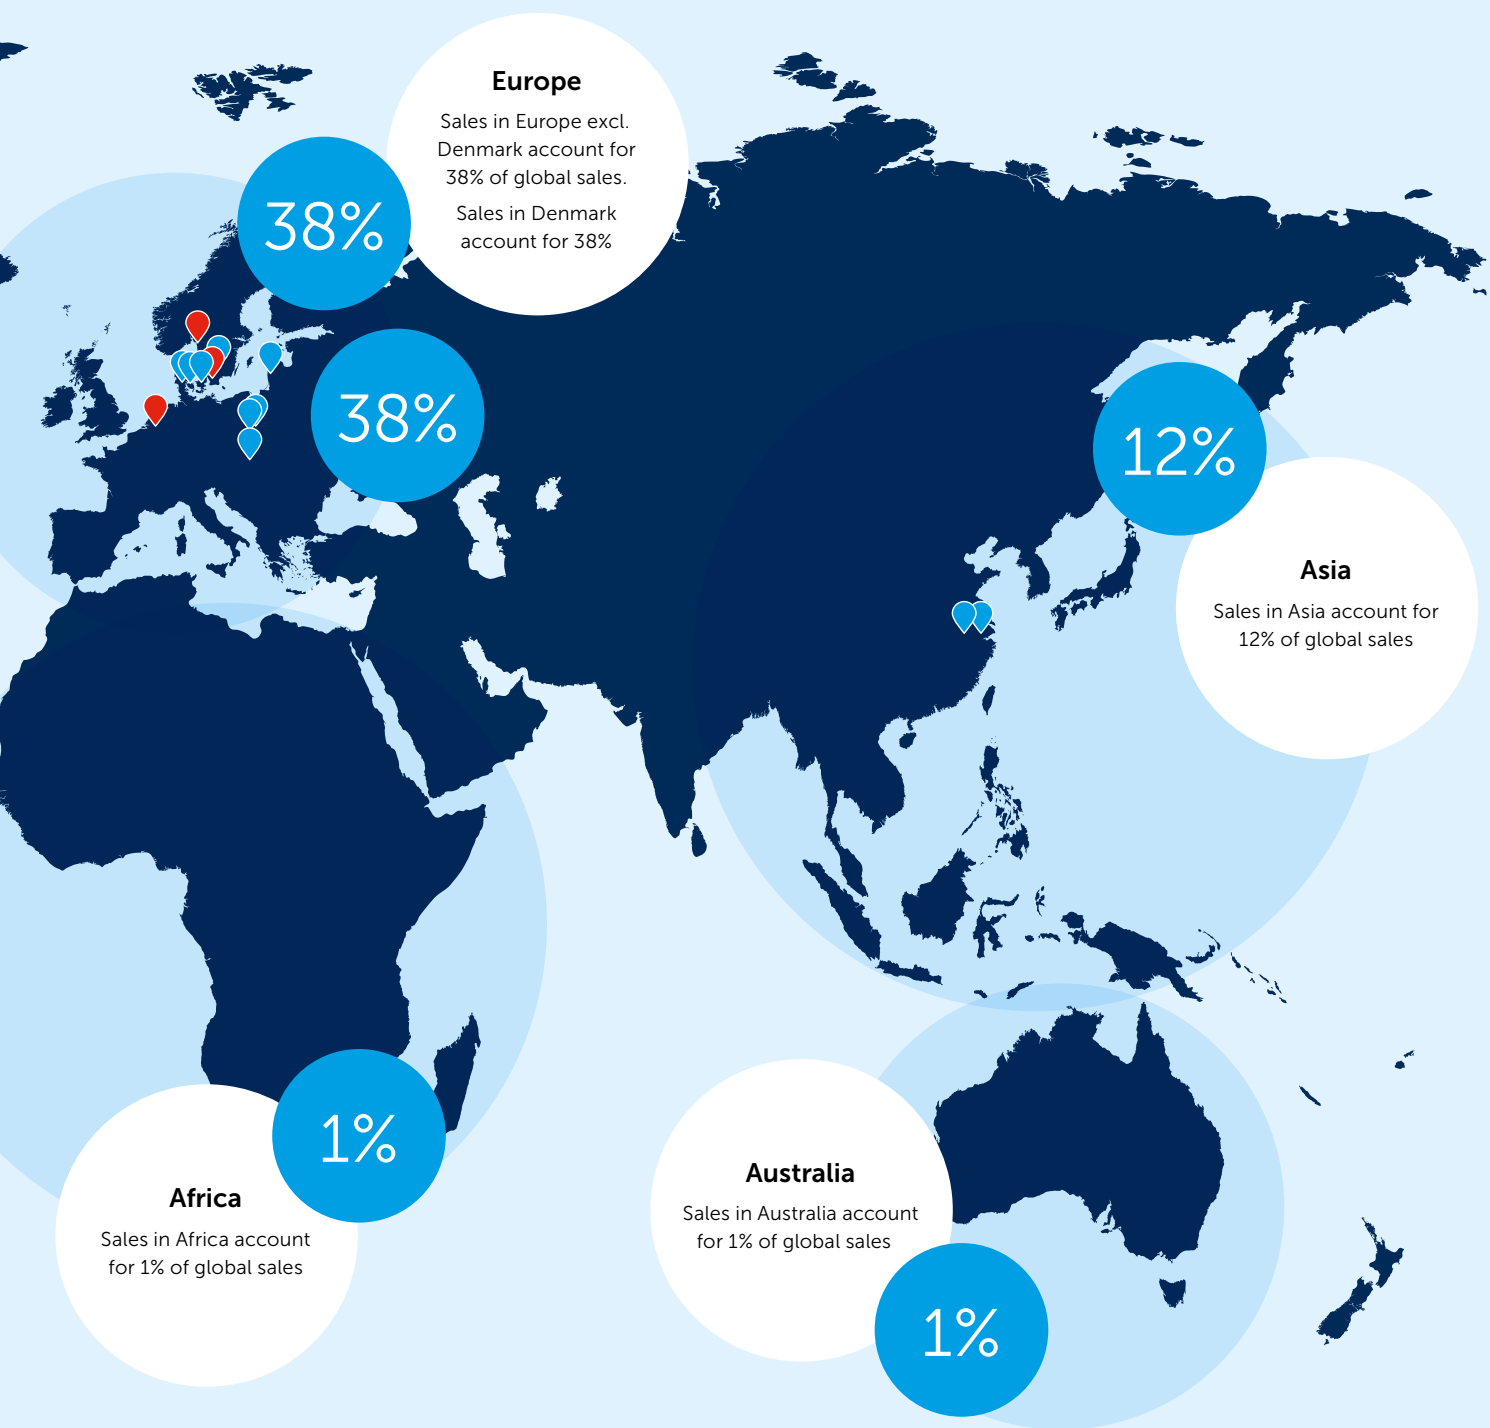 Europe
Sales in Europe excl.
Denmark account for
38% of global sales.
Sales in Denmark
account for 38%
38%
38%
12%
Asia
Sales in Asia account for
12% of global sales
1%
Africa
Sales in Africa account
for 1% of global sales
Australia
Sales in Australia account
for 1% of global sales
1%